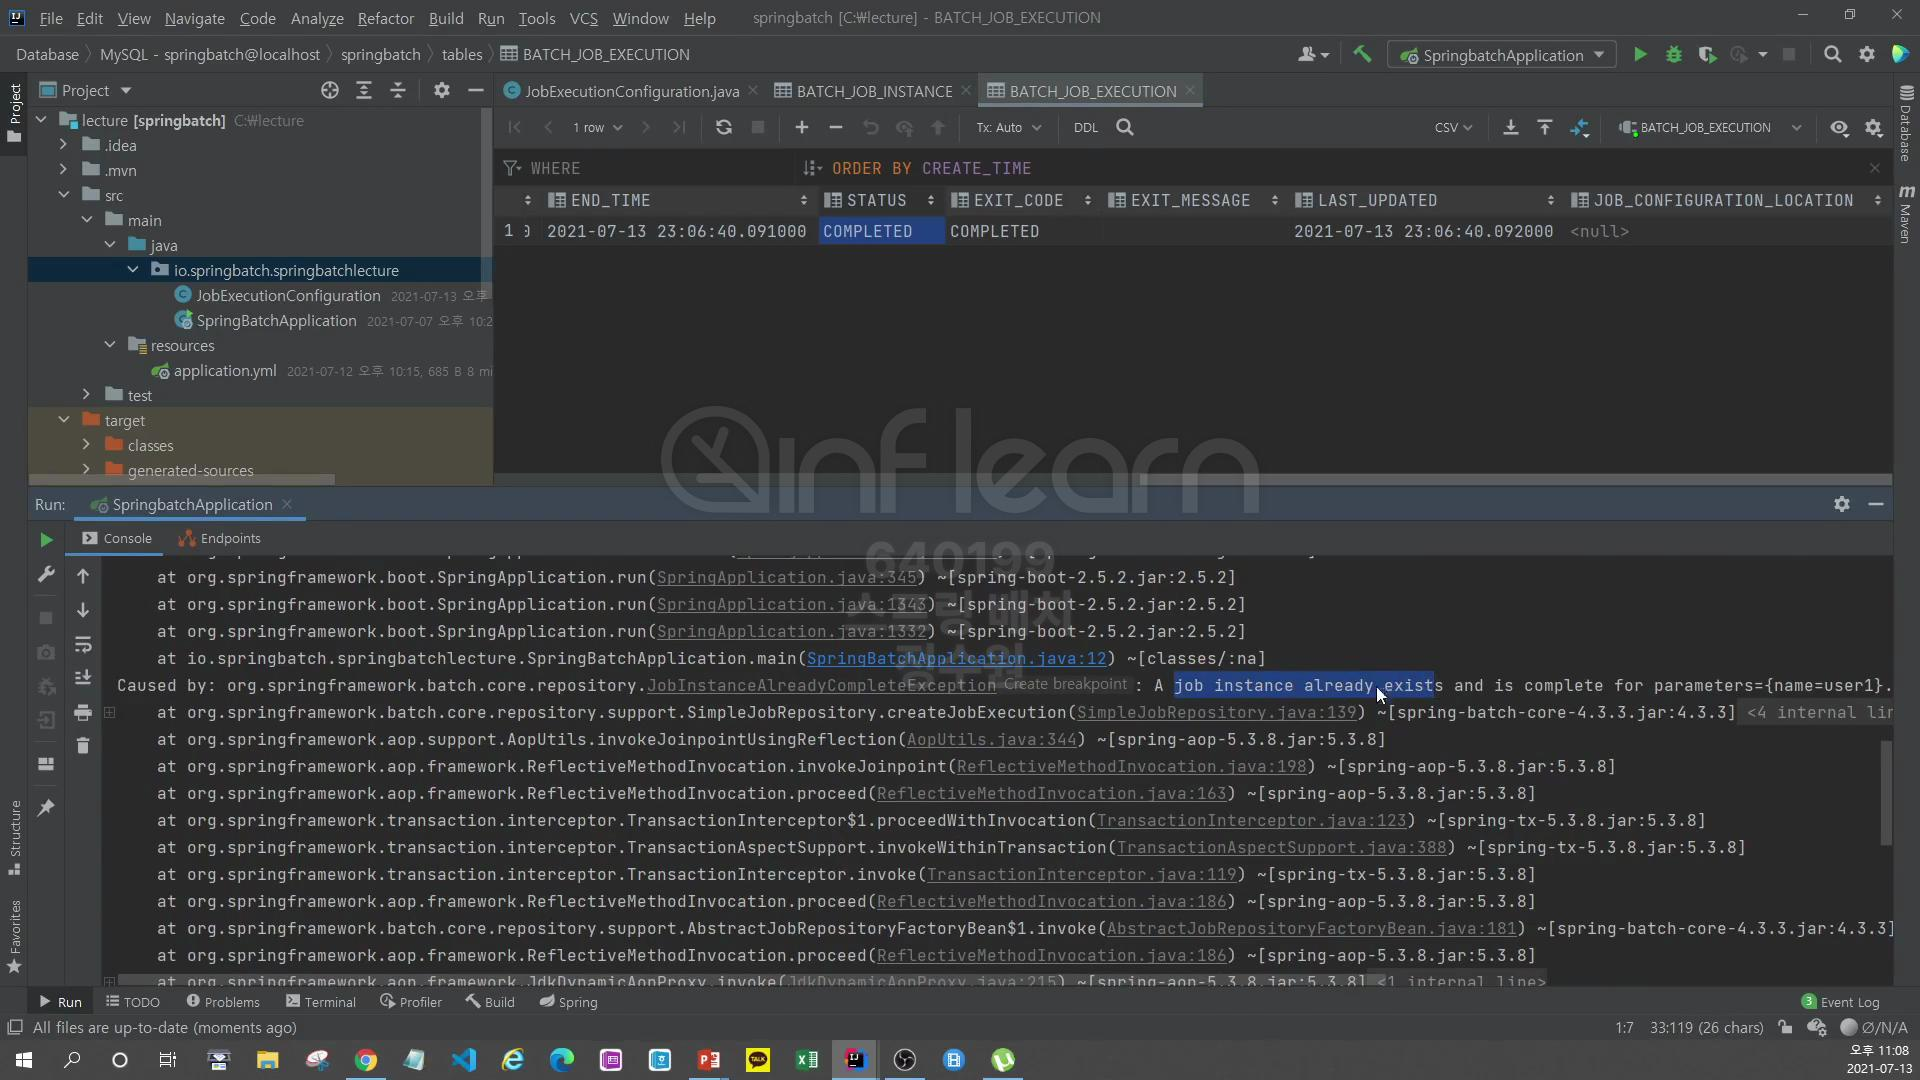 File Edit View Navigate Code Analyze Refactor Build Run Tools VCS Window Help springbatch [C:₩lecture] - BATCH_JOB_EXECUTION
Database MySQL - springbatch@localhost springbatch tables BATCH_JOB_EXECUTION SpringbatchApplication
Project JobExecutionConfiguration.java BATCH_JOB_INSTANCE BATCH_JOB_EXECUTION
1 row Tx: Auto DDL CSV BATCH_JOB_EXECUTION
WHERE ORDER BY CREATE_TIME
END_TIME STATUS EXIT_CODE EXIT_MESSAGE LAST_UPDATED JOB_CONFIGURATION_LOCATION
1 0 2021-07-13 23:06:40.091000 COMPLETED COMPLETED 2021-07-13 23:06:40.092000 <null>
Project
Database
Maven
lecture [springbatch] C:₩lecture
.idea
.mvn
src
main
java
io.springbatch.springbatchlecture
JobExecutionConfiguration 2021-07-13 오후
SpringBatchApplication 2021-07-07 오후 10:2
resources
application.yml 2021-07-12 오후 10:15, 685 B 8 mi
test
target
classes
generated-sources
inflearn
640199
스프링 배치
정수원
Run: SpringbatchApplication
Console Endpoints
at org.springframework.boot.SpringApplication.run(SpringApplication.java:345) ~[spring-boot-2.5.2.jar:2.5.2]
at org.springframework.boot.SpringApplication.run(SpringApplication.java:1343) ~[spring-boot-2.5.2.jar:2.5.2]
at org.springframework.boot.SpringApplication.run(SpringApplication.java:1332) ~[spring-boot-2.5.2.jar:2.5.2]
at io.springbatch.springbatchlecture.SpringBatchApplication.main(SpringBatchApplication.java:12) ~[classes/:na]
Caused by: org.springframework.batch.core.repository.JobInstanceAlreadyCompleteException Create breakpoint : A job instance already exists and is complete for parameters={name=user1}.
at org.springframework.batch.core.repository.support.SimpleJobRepository.createJobExecution(SimpleJobRepository.java:139) ~[spring-batch-core-4.3.3.jar:4.3.3] <4 internal lin
at org.springframework.aop.support.AopUtils.invokeJoinpointUsingReflection(AopUtils.java:344) ~[spring-aop-5.3.8.jar:5.3.8]
at org.springframework.aop.framework.ReflectiveMethodInvocation.invokeJoinpoint(ReflectiveMethodInvocation.java:198) ~[spring-aop-5.3.8.jar:5.3.8]
at org.springframework.aop.framework.ReflectiveMethodInvocation.proceed(ReflectiveMethodInvocation.java:163) ~[spring-aop-5.3.8.jar:5.3.8]
at org.springframework.transaction.interceptor.TransactionInterceptor$1.proceedWithInvocation(TransactionInterceptor.java:123) ~[spring-tx-5.3.8.jar:5.3.8]
at org.springframework.transaction.interceptor.TransactionAspectSupport.invokeWithinTransaction(TransactionAspectSupport.java:388) ~[spring-tx-5.3.8.jar:5.3.8]
at org.springframework.transaction.interceptor.TransactionInterceptor.invoke(TransactionInterceptor.java:119) ~[spring-tx-5.3.8.jar:5.3.8]
at org.springframework.aop.framework.ReflectiveMethodInvocation.proceed(ReflectiveMethodInvocation.java:186) ~[spring-aop-5.3.8.jar:5.3.8]
at org.springframework.batch.core.repository.support.AbstractJobRepositoryFactoryBean$1.invoke(AbstractJobRepositoryFactoryBean.java:181) ~[spring-batch-core-4.3.3.jar:4.3.3]
at org.springframework.aop.framework.ReflectiveMethodInvocation.proceed(ReflectiveMethodInvocation.java:186) ~[spring-aop-5.3.8.jar:5.3.8]
at org.springframework.aop.framework.JdkDynamicAopProxy.invoke(JdkDynamicAopProxy.java:215) ~[spring-aop-5.3.8.jar:5.3.8] <1 internal line>
Structure
Favorites
Run TODO Problems Terminal Profiler Build Spring 3 Event Log
All files are up-to-date (moments ago) 1:7 33:119 (26 chars) Ø/N/A
오후 11:08
2021-07-13